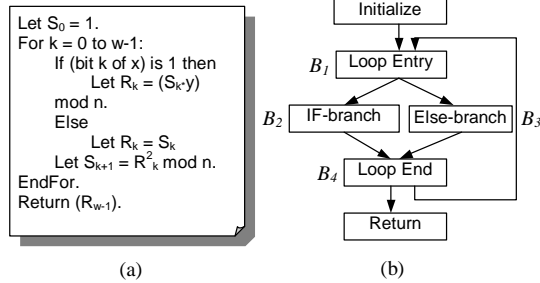 Let S0 = 1.
For k = 0 to w-1:
If (bit k of x) is 1 then
Let Rk = (Sk·y)
mod n.
Else
Let Rk = Sk
Let Sk+1 = R2k mod n.
EndFor.
Return (Rw-1).
(a)
Initialize
B1
Loop Entry
B2
IF-branch
Else-branch
B3
B4
Loop End
Return
(b)